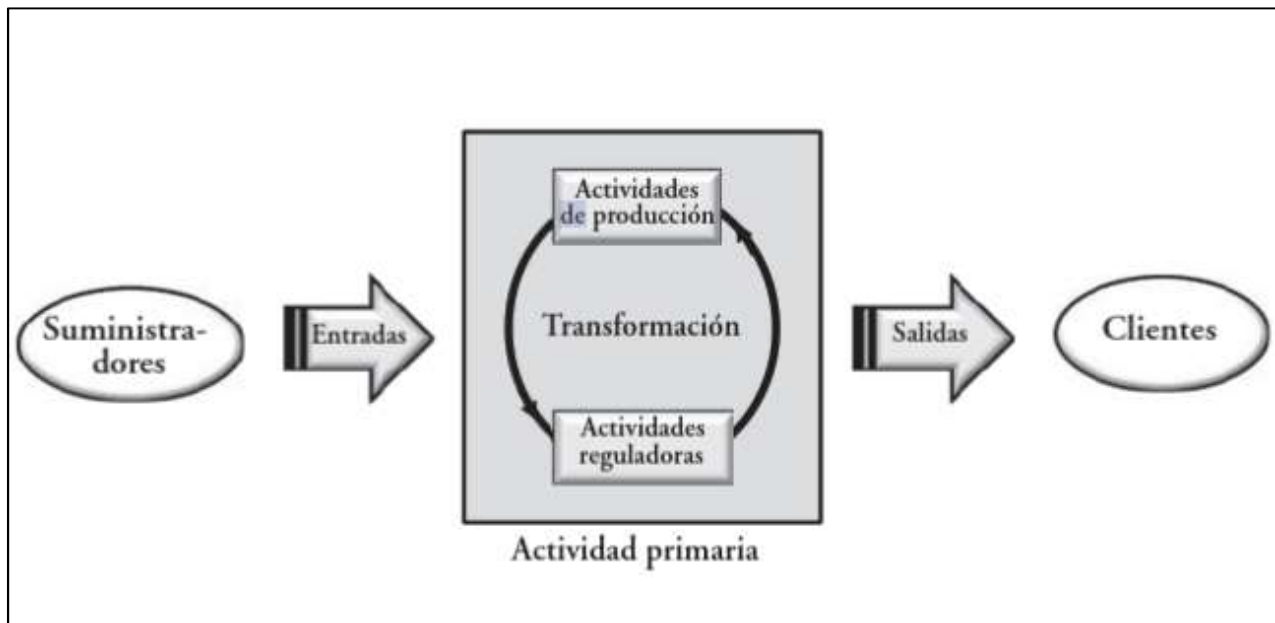 Actividades
de producción
Suministra-
dores
Entradas
Transformación
Salidas
Clientes
Actividades
reguladoras
Actividad primaria